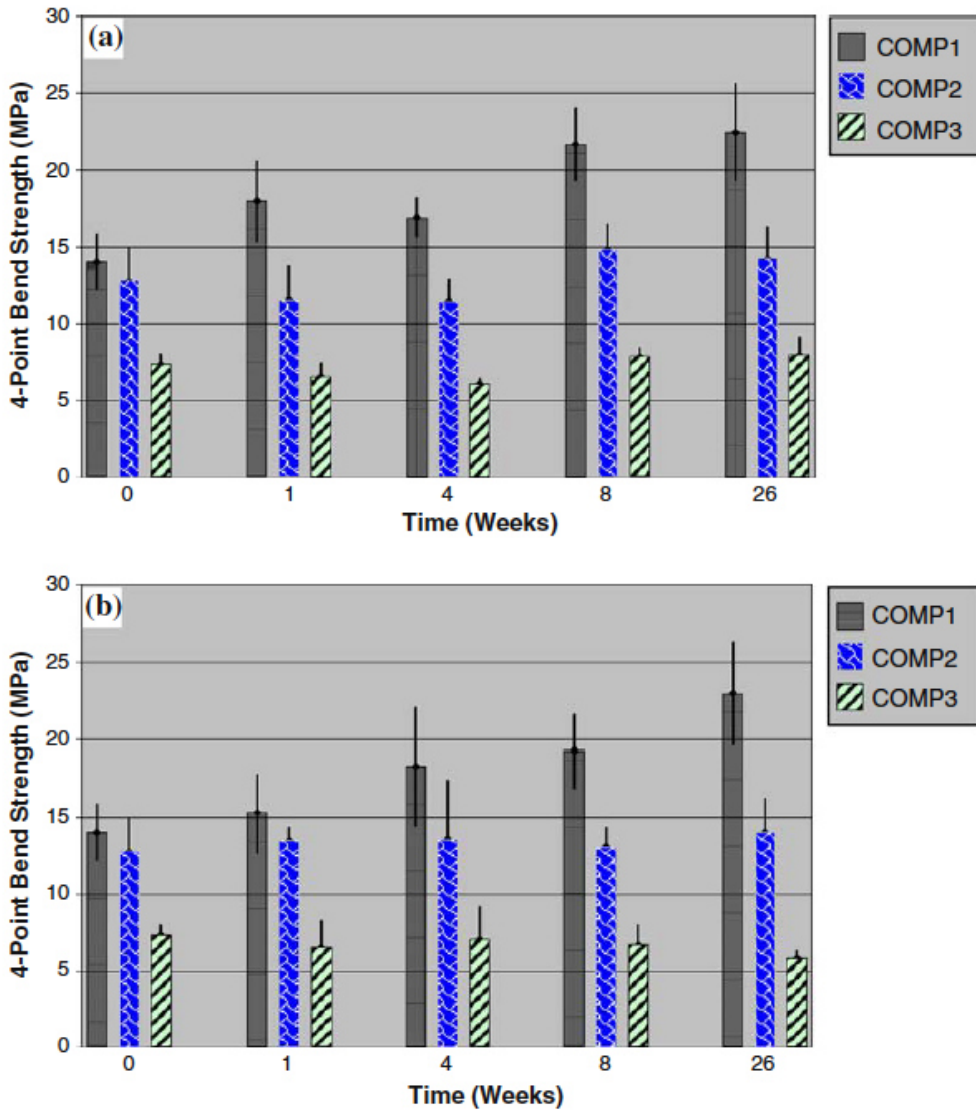 (a)
4-Point Bend Strength (MPa)
30
25
20
15
10
5
0
0 1 4 8 26
Time (Weeks)
COMP1
COMP2
COMP3
(b)
4-Point Bend Strength (MPa)
30
25
20
15
10
5
0
0 1 4 8 26
Time (Weeks)
COMP1
COMP2
COMP3